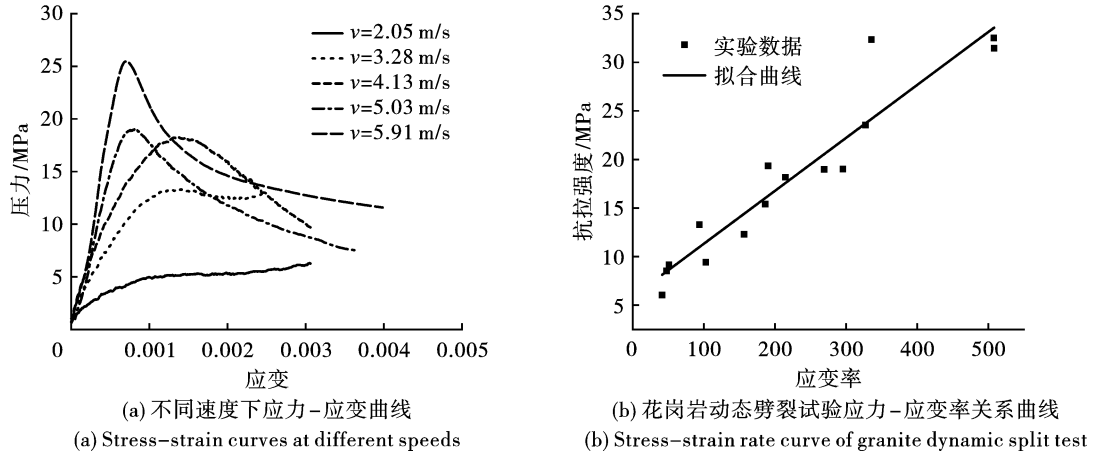 30
25
20
15
10
5
压力/MPa
v=2.05 m/s
v=3.28 m/s
v=4.13 m/s
v=5.03 m/s
v=5.91 m/s
0 0.001 0.002 0.003 0.004 0.005
应变
(a) 不同速度下应力-应变曲线
(a) Stress-strain curves at different speeds
35
30
25
20
15
10
5
抗拉强度/MPa
实验数据
拟合曲线
0 100 200 300 400 500
应变率
(b) 花岗岩动态劈裂试验应力-应变率关系曲线
(b) Stress-strain rate curve of granite dynamic split test